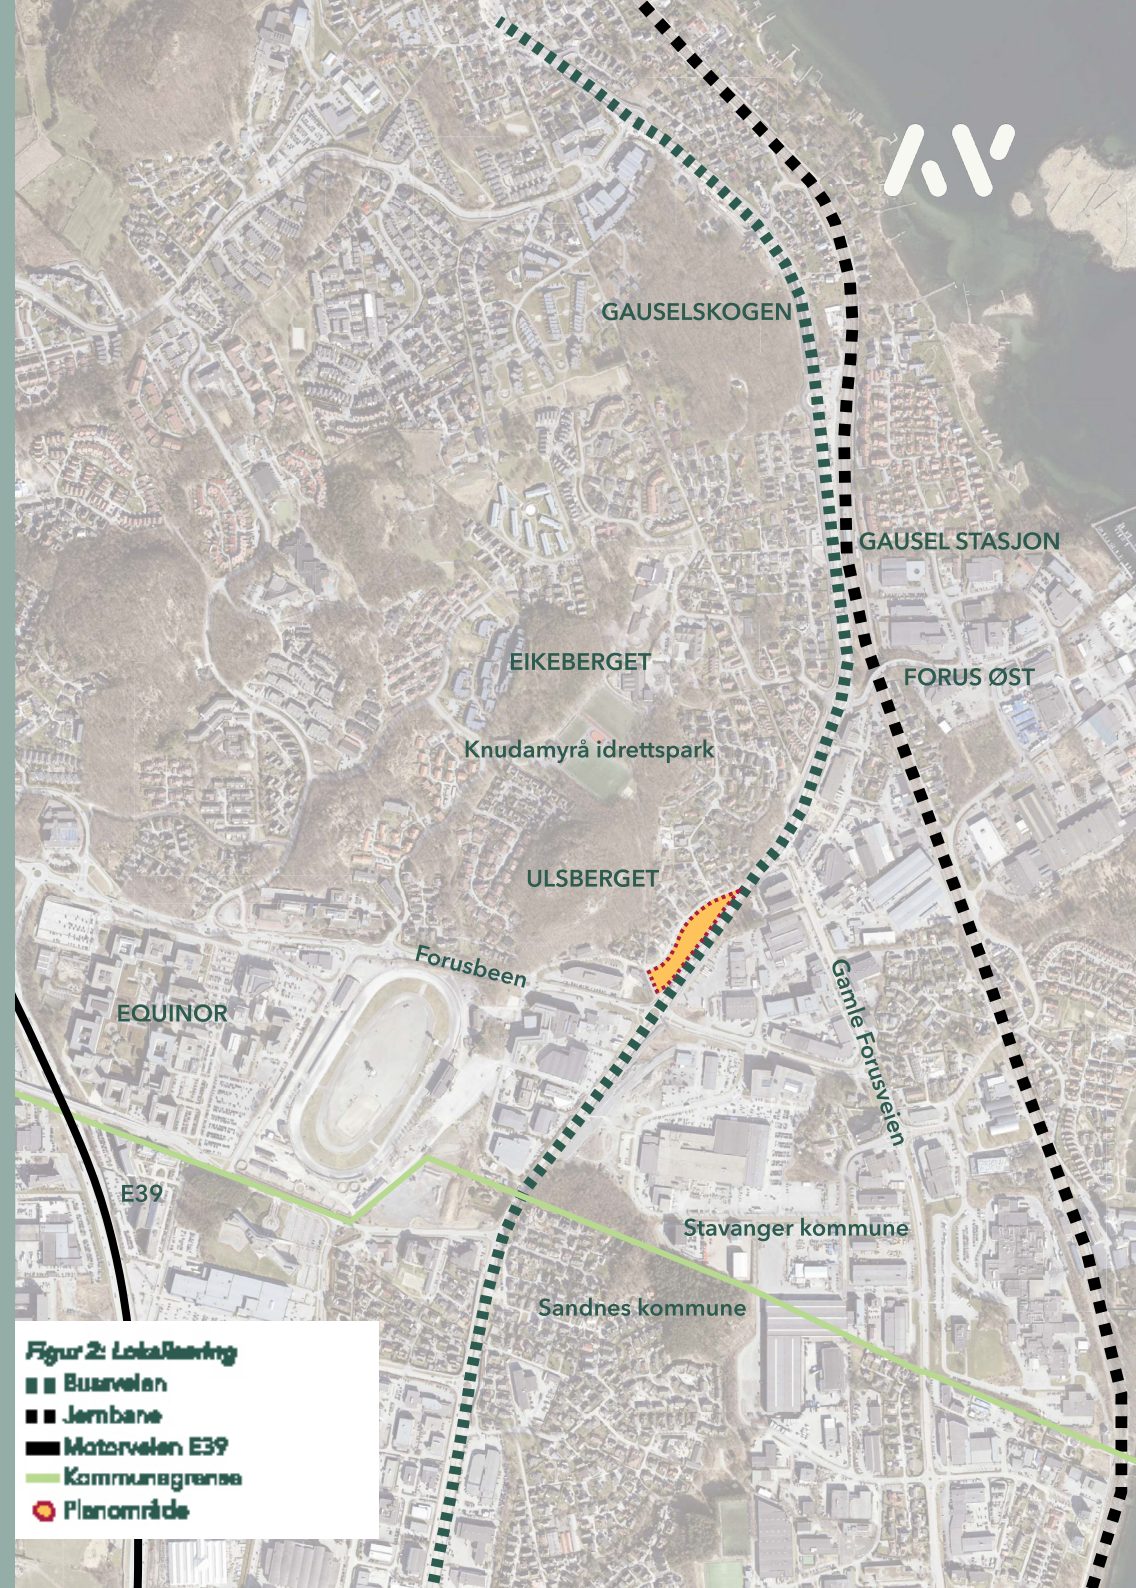 GAUSELSKOGEN
GAUSEL STASJON
EIKEBERGET
FORUS ØST
Knudamyrå idrettspark
ULSBERGET
Forusbeen
EQUINOR
Gamle Forusveien
E39
Stavanger kommune
Sandnes kommune
Figur 2: Lokalisering
Bussveien
Jernbane
Motorveien E39
Kommunegrense
Planområde